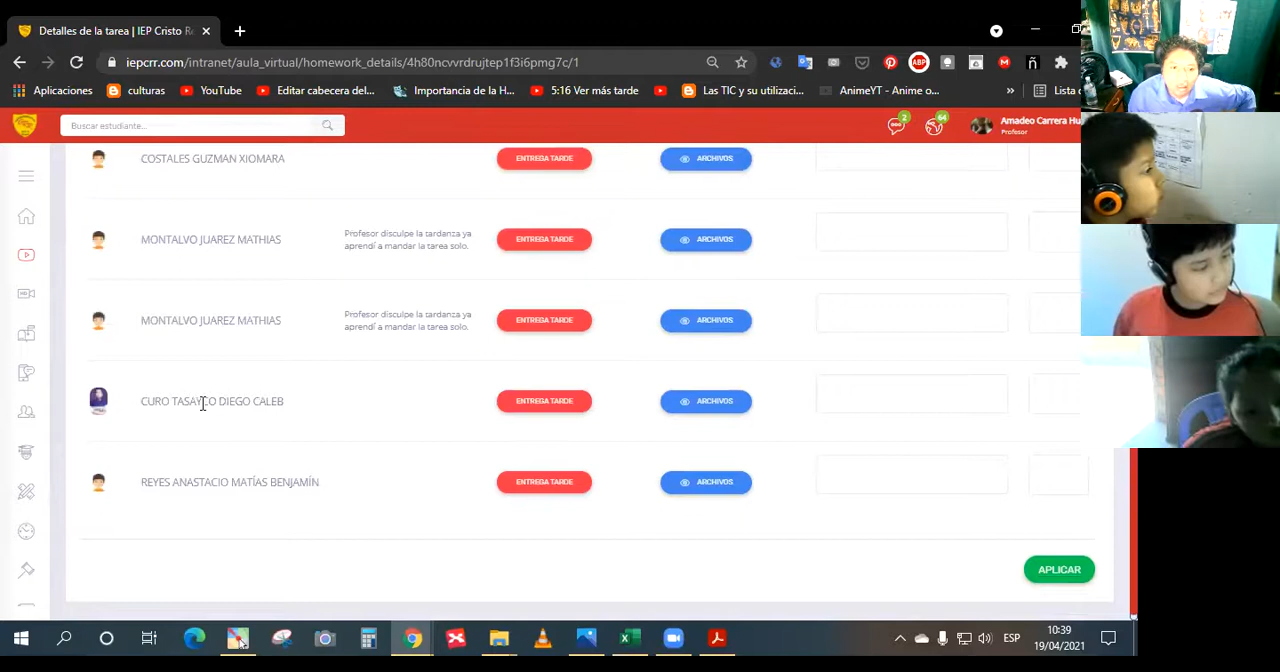 Detalles de la tarea | IEP Cristo Re
iepcrr.com/intranet/aula_virtual/homework_details/4h80ncvvrdrujtep1f3i6pmg7c/1
Aplicaciones culturas YouTube Editar cabecera del... Importancia de la H... 5:16 Ver más tarde Las TIC y su utilizaci... AnimeYT - Anime o... » Lista
Buscar estudiante...
2
64
Amadeo Carrera Hu
Profesor
COSTALES GUZMAN XIOMARA ENTREGA TARDE ARCHIVOS
MONTALVO JUAREZ MATHIAS Profesor disculpe la tardanza ya ENTREGA TARDE ARCHIVOS
aprendí a mandar la tarea solo.
MONTALVO JUAREZ MATHIAS Profesor disculpe la tardanza ya ENTREGA TARDE ARCHIVOS
aprendí a mandar la tarea solo.
CURO TASAYCO DIEGO CALEB ENTREGA TARDE ARCHIVOS
REYES ANASTACIO MATÍAS BENJAMÍN ENTREGA TARDE ARCHIVOS
APLICAR
ESP
10:39
19/04/2021